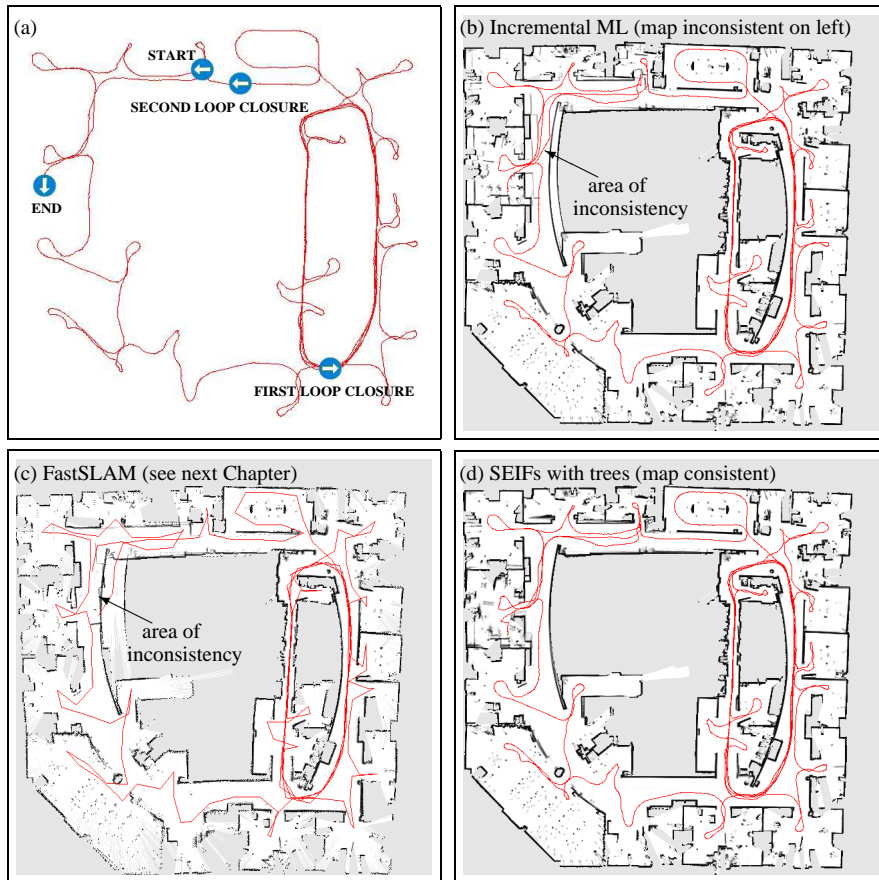 (a)
START
SECOND LOOP CLOSURE
END
FIRST LOOP CLOSURE
(b) Incremental ML (map inconsistent on left)
area of
inconsistency
(c) FastSLAM (see next Chapter)
area of
inconsistency
(d) SEIFs with trees (map consistent)